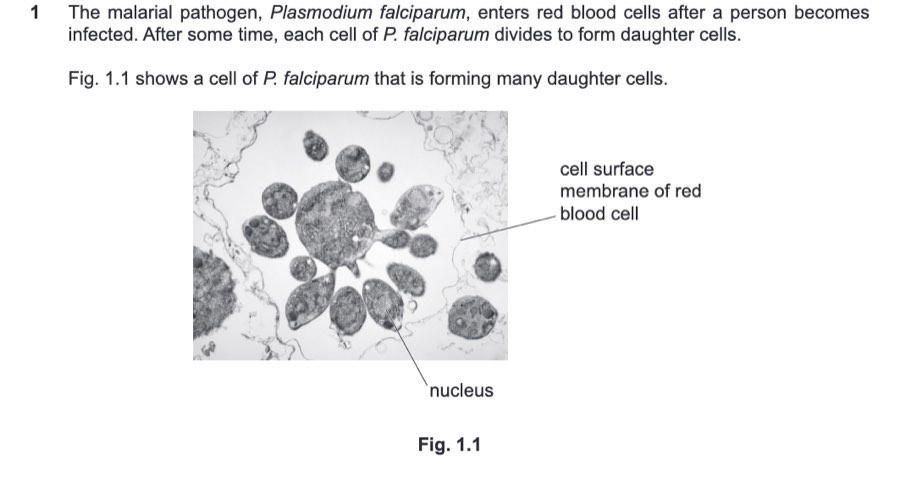 1 The malarial pathogen, Plasmodium falciparum, enters red blood cells after a person becomes
infected. After some time, each cell of P. falciparum divides to form daughter cells.
Fig. 1.1 shows a cell of P. falciparum that is forming many daughter cells.
cell surface
membrane of red
blood cell
nucleus
Fig. 1.1